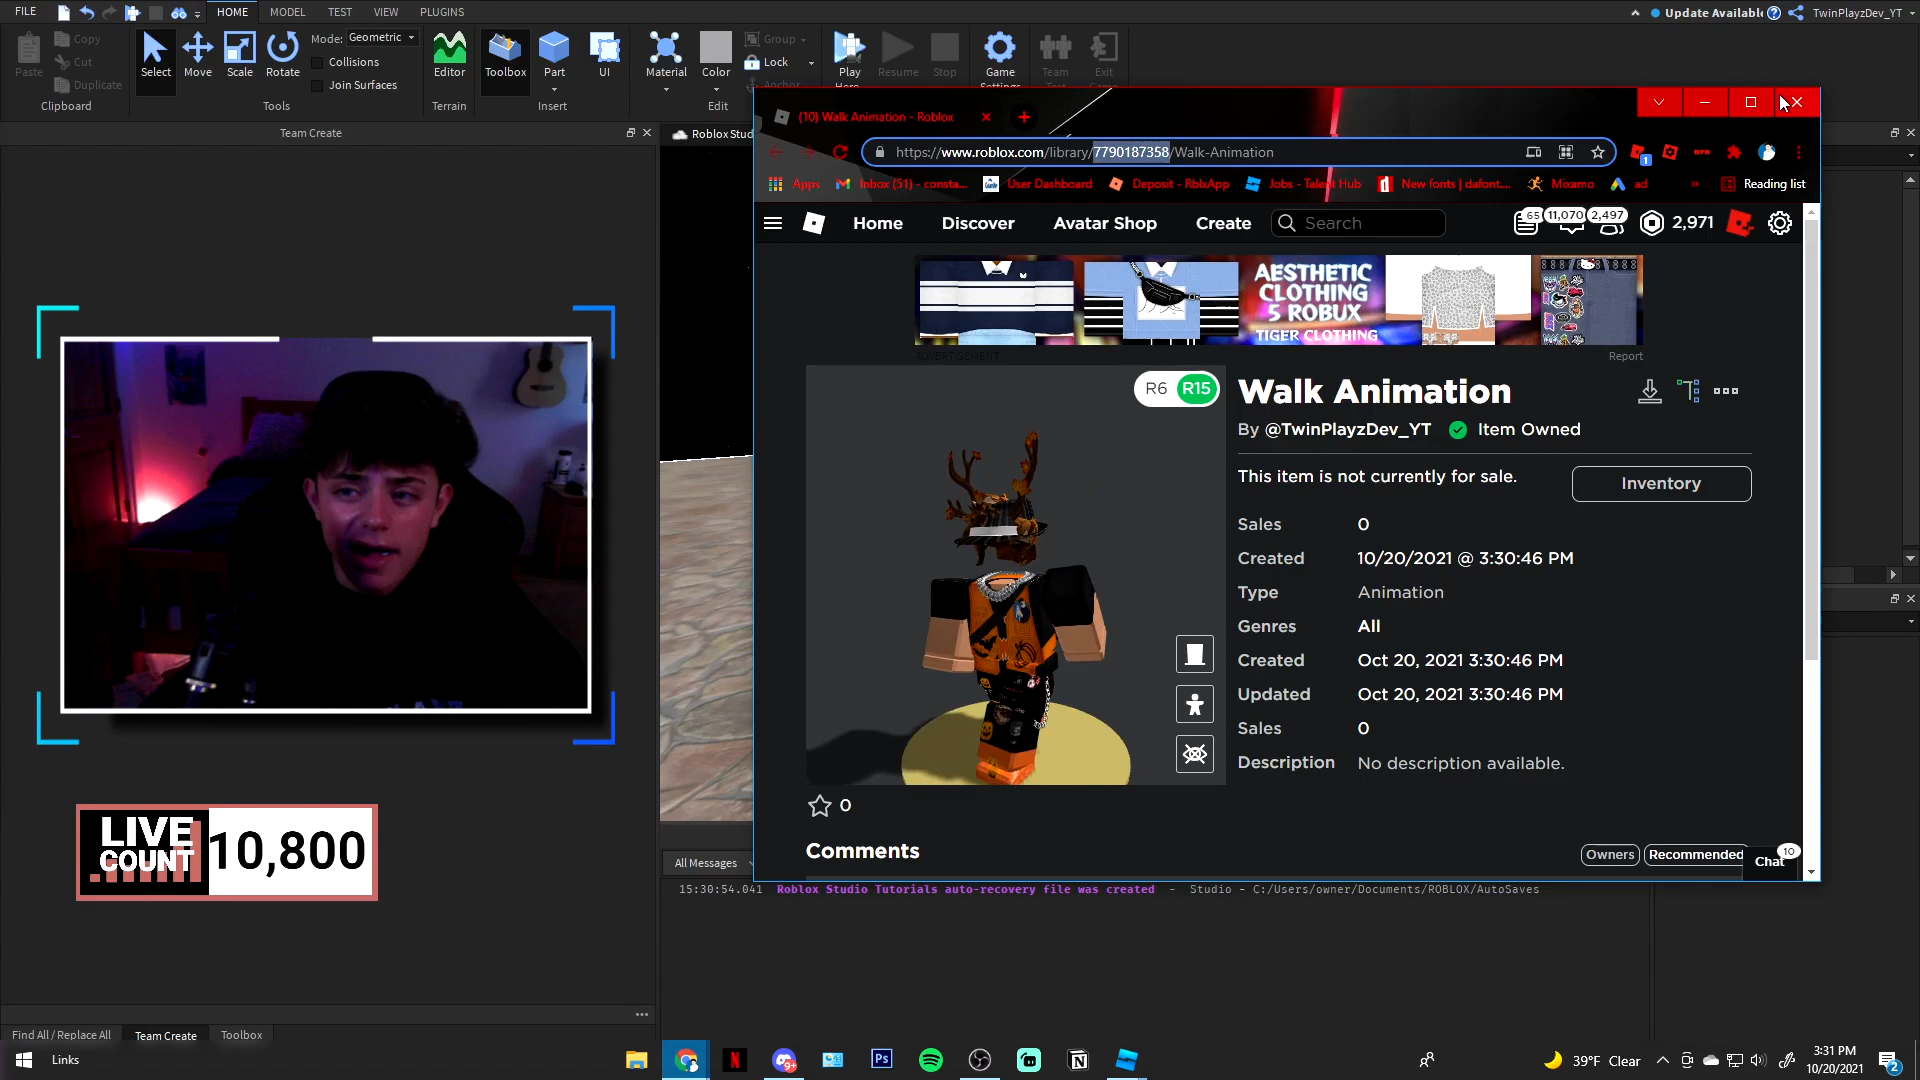 FILE
HOME
MODEL
TEST
VIEW
PLUGINS
Update Available
TwinPlayzDev_YT
Paste
Copy
Cut
Duplicate
Clipboard
Select
Move
Scale
Rotate
Mode: Geometric
Collisions
Join Surfaces
Tools
Editor
Terrain
Toolbox
Part
UI
Insert
Material
Color
Group
Lock
Anchor
Edit
Play
Here
Resume
Stop
Game
Settings
Team
Test
Exit
Team Create
Roblox Stud
(10) Walk Animation - Roblox
https://www.roblox.com/library/7790187358/Walk-Animation
1
Apps
Inbox (51) - consta...
User Dashboard
Deposit - RblxApp
Jobs - Talent Hub
New fonts | dafont....
Mixamo
ad
Reading list
Home
Discover
Avatar Shop
Create
Search
65
11,070
2,497
2,971
AESTHETIC
CLOTHING
5 ROBUX
TIGER CLOTHING
ADVERTISEMENT
Report
R6 R15
Walk Animation
By @TwinPlayzDev_YT
Item Owned
This item is not currently for sale.
Inventory
Sales 0
Created 10/20/2021 @ 3:30:46 PM
Type Animation
Genres All
Created Oct 20, 2021 3:30:46 PM
Updated Oct 20, 2021 3:30:46 PM
Sales 0
Description No description available.
0
Comments
Owners
Recommended
Chat
10
LIVE
COUNT
10,800
All Messages
15:30:54.041 Roblox Studio Tutorials auto-recovery file was created - Studio - C:/Users/owner/Documents/ROBLOX/AutoSaves
Find All / Replace All
Team Create
Toolbox
Links
N
9+
Ps
39°F Clear
3:31 PM
10/20/2021
2